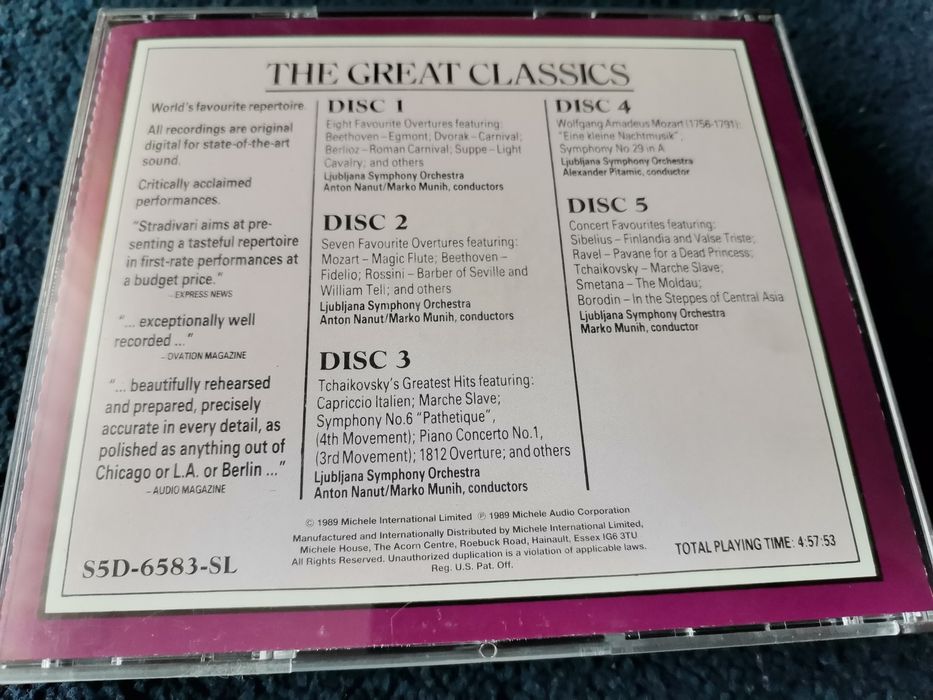 THE GREAT CLASSICS
World's favourite repertoire.
All recordings are original
digital for state-of-the-art
sound.
Critically acclaimed
performances.
"Stradivari aims at pre-
senting a tasteful repertoire
in first-rate performances at
a budget price."
– EXPRESS NEWS
"... exceptionally well
recorded ..."
– OVATION MAGAZINE
"... beautifully rehearsed
and prepared, precisely
accurate in every detail, as
polished as anything out of
Chicago or L.A. or Berlin ..."
– AUDIO MAGAZINE
S5D-6583-SL
DISC 1
Eight Favourite Overtures featuring:
Beethoven – Egmont; Dvorak – Carnival;
Berlioz – Roman Carnival; Suppe – Light
Cavalry; and others
Ljubljana Symphony Orchestra
Anton Nanut/Marko Munih, conductors
DISC 2
Seven Favourite Overtures featuring:
Mozart – Magic Flute; Beethoven –
Fidelio; Rossini – Barber of Seville and
William Tell; and others
Ljubljana Symphony Orchestra
Anton Nanut/Marko Munih, conductors
DISC 3
Tchaikovsky's Greatest Hits featuring:
Capriccio Italien; Marche Slave;
Symphony No.6 "Pathetique",
(4th Movement); Piano Concerto No.1,
(3rd Movement); 1812 Overture; and others
Ljubljana Symphony Orchestra
Anton Nanut/Marko Munih, conductors
DISC 4
Wolfgang Amadeus Mozart (1756-1791):
"Eine kleine Nachtmusik",
Symphony No 29 in A
Ljubljana Symphony Orchestra
Alexander Pitamic, conductor
DISC 5
Concert Favourites featuring:
Sibelius – Finlandia and Valse Triste;
Ravel – Pavane for a Dead Princess;
Tchaikovsky – Marche Slave;
Smetana – The Moldau;
Borodin – In the Steppes of Central Asia
Ljubljana Symphony Orchestra
Marko Munih, conductor
© 1989 Michele International Limited ℗ 1989 Michele Audio Corporation
Manufactured and Internationally Distributed by Michele International Limited,
Michele House, The Acorn Centre, Roebuck Road, Hainault, Essex IG6 3TU
All Rights Reserved. Unauthorized duplication is a violation of applicable laws.
Reg. U.S. Pat. Off.
TOTAL PLAYING TIME: 4:57:53